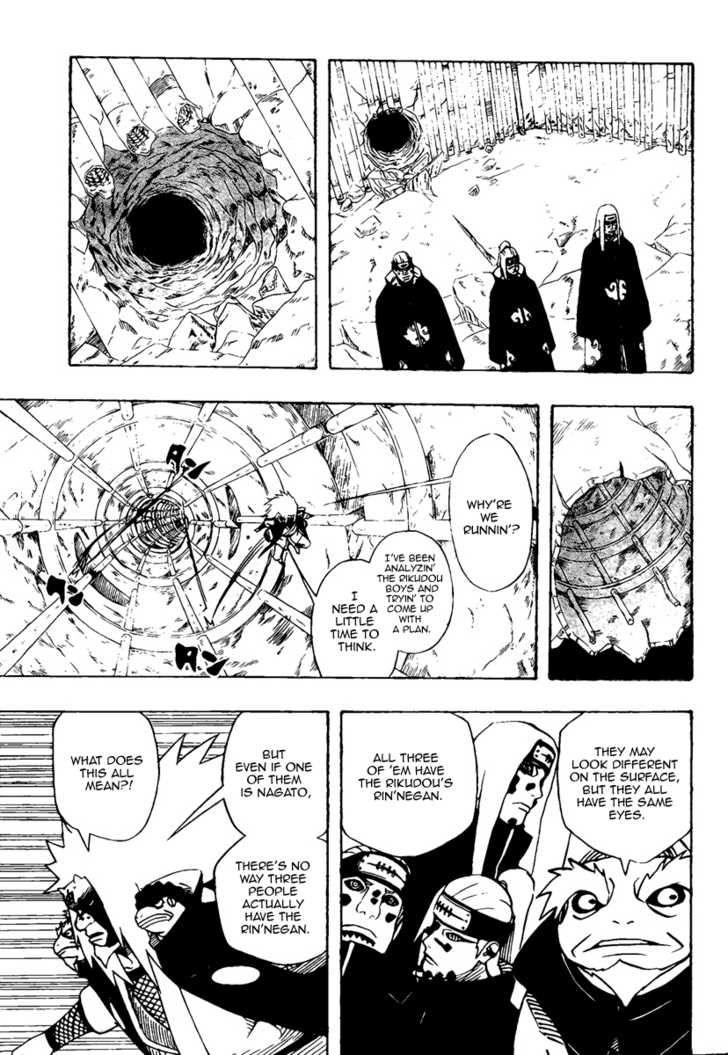 WHY'RE
WE
RUNNIN'?
I'VE BEEN
ANALYZIN'
THE RIKUDOU
BOYS AND
TRYIN' TO
COME UP
WITH
A PLAN.
I
NEED A
LITTLE
TIME TO
THINK.
THEY MAY
LOOK DIFFERENT
ON THE SURFACE,
BUT THEY ALL
HAVE THE SAME
EYES.
ALL THREE
OF 'EM HAVE
THE RIKUDOU'S
RIN'NEGAN.
BUT
EVEN IF ONE
OF THEM
IS NAGATO,
THERE'S NO
WAY THREE
PEOPLE
ACTUALLY
HAVE THE
RIN'NEGAN.
WHAT DOES
THIS ALL
MEAN?!